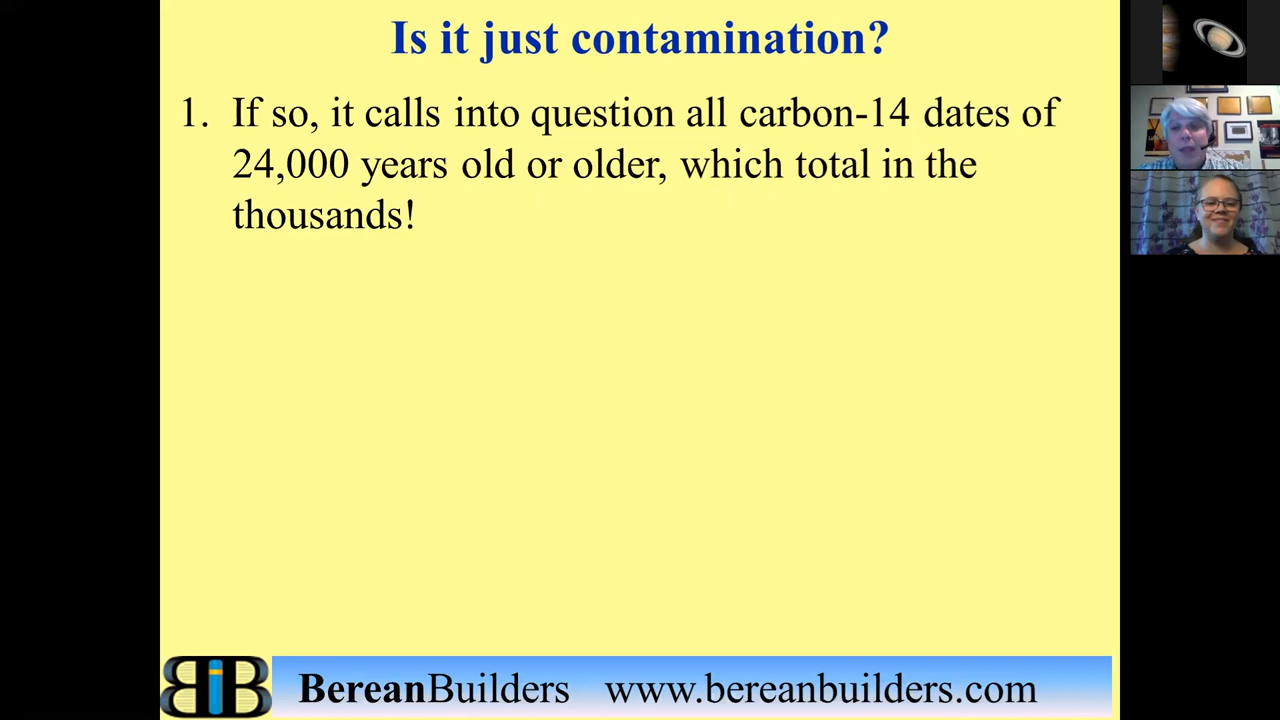 Is it just contamination?
1. If so, it calls into question all carbon-14 dates of
24,000 years old or older, which total in the
thousands!
BiB BereanBuilders www.bereanbuilders.com